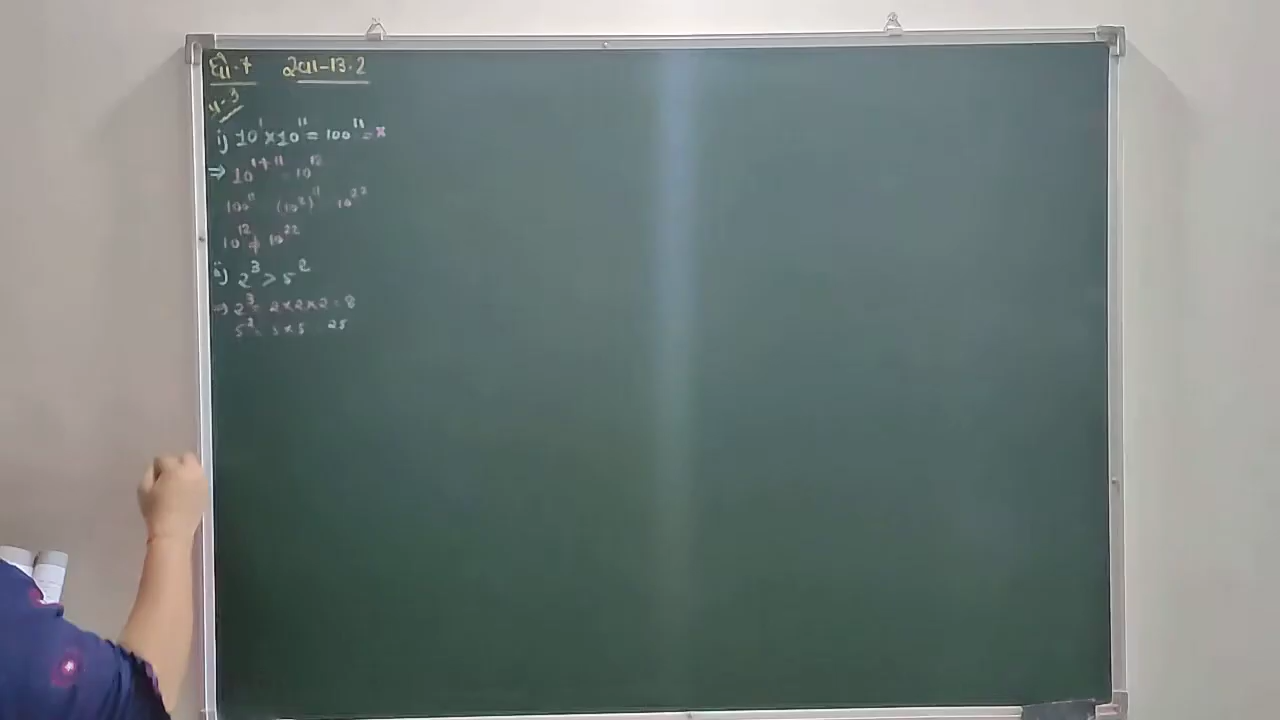 ધો-7 સ્વા-13.2
પ્ર-3
i) 10¹ × 10¹¹ = 100¹¹ = ×
⇒ 10¹⁺¹¹ = 10¹²
100¹¹ (10²)¹¹ 10²²
10¹² ≠ 10²²
ii) 2³ > 5²
⇒ 2³ = 2×2×2 = 8
5² = 5×5 25